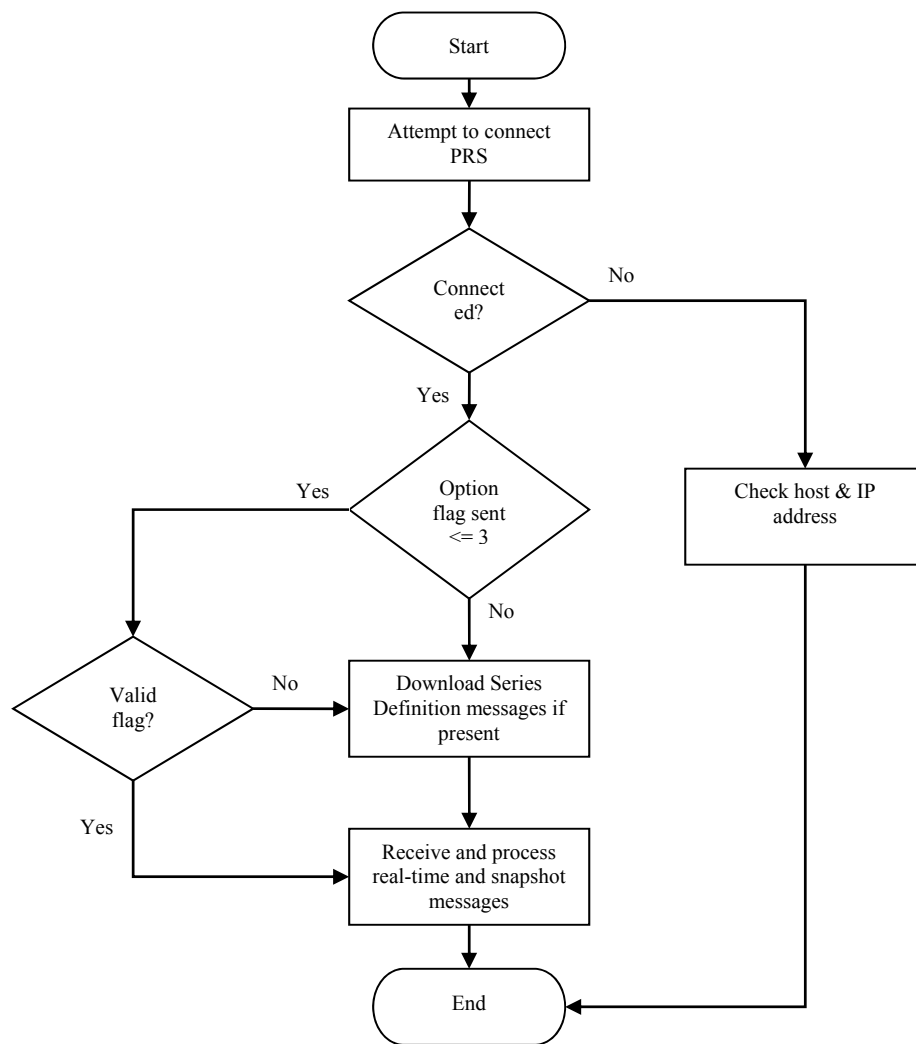 Start
Attempt to connect
PRS
No
Connect
ed?
Yes
Yes
Option
flag sent
<= 3
Check host & IP
address
No
Valid
flag?
No
Download Series
Definition messages if
present
Yes
Receive and process
real-time and snapshot
messages
End